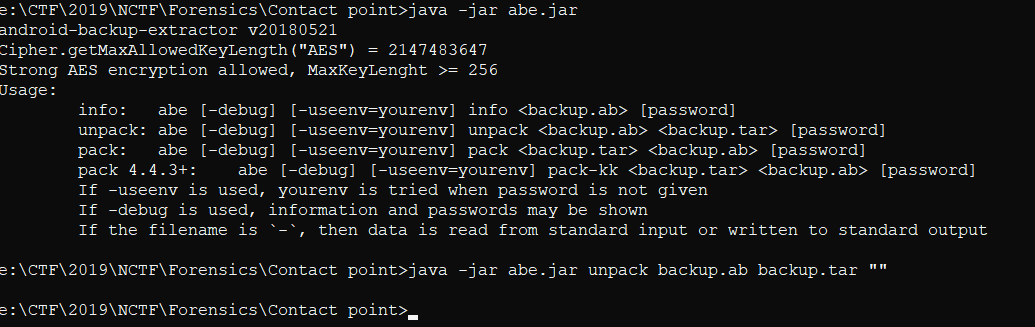 e:\CTF\2019\NCTF\Forensics\Contact point>java -jar abe.jar
android-backup-extractor v20180521
Cipher.getMaxAllowedKeyLength("AES") = 2147483647
Strong AES encryption allowed, MaxKeyLenght >= 256
Usage:
        info:   abe [-debug] [-useenv=yourenv] info <backup.ab> [password]
        unpack: abe [-debug] [-useenv=yourenv] unpack <backup.ab> <backup.tar> [password]
        pack:   abe [-debug] [-useenv=yourenv] pack <backup.tar> <backup.ab> [password]
        pack 4.4.3+:    abe [-debug] [-useenv=yourenv] pack-kk <backup.tar> <backup.ab> [password]
        If -useenv is used, yourenv is tried when password is not given
        If -debug is used, information and passwords may be shown
        If the filename is `-`, then data is read from standard input or written to standard output
e:\CTF\2019\NCTF\Forensics\Contact point>java -jar abe.jar unpack backup.ab backup.tar ""
e:\CTF\2019\NCTF\Forensics\Contact point>